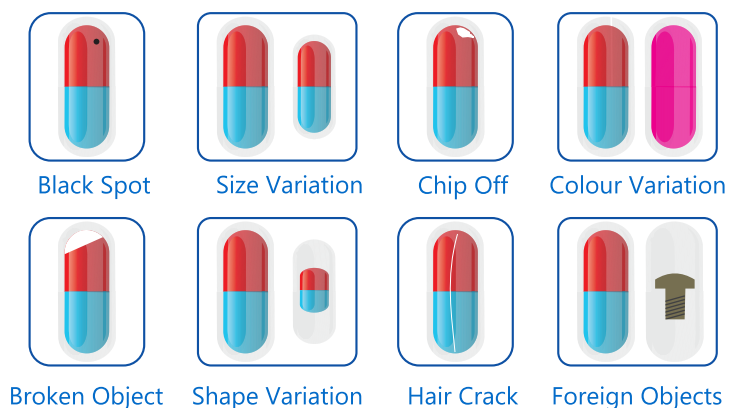 Black Spot
Size Variation
Chip Off
Colour Variation
Broken Object
Shape Variation
Hair Crack
Foreign Objects